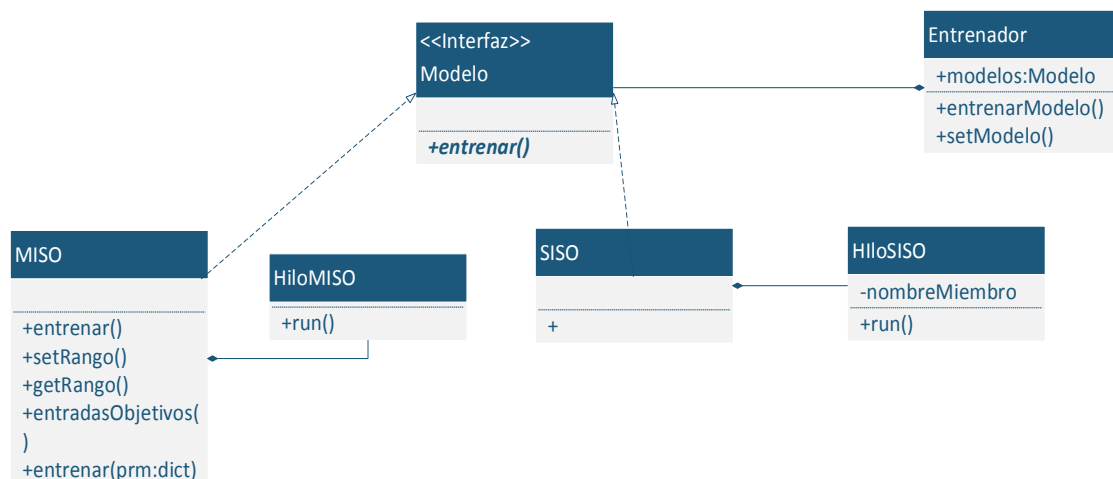 <<Interfaz>>
Modelo
+entrenar()
Entrenador
+modelos:Modelo
+entrenarModelo()
+setModelo()
MISO
+entrenar()
+setRango()
+getRango()
+entradasObjetivos(
)
+entrenar(prm:dict)
HiloMISO
+run()
SISO
+
HIloSISO
-nombreMiembro
+run()